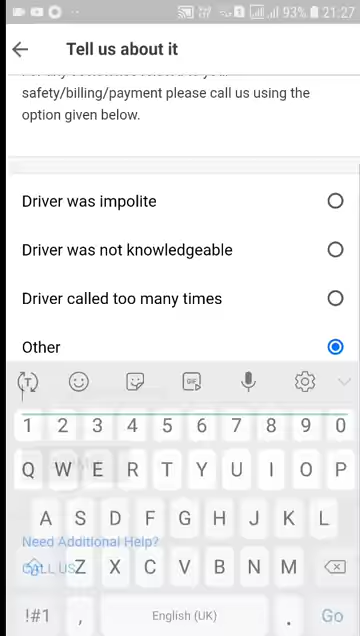 93% 21:27
Tell us about it
safety/billing/payment please call us using the
option given below.
Driver was impolite
Driver was not knowledgeable
Driver called too many times
Other
GIF
1 2 3 4 5 6 7 8 9 0
Q W E R T Y U I O P
A S D F G H J K L
Need Additional Help?
CALL US
Z X C V B N M
!#1 , English (UK) . Go